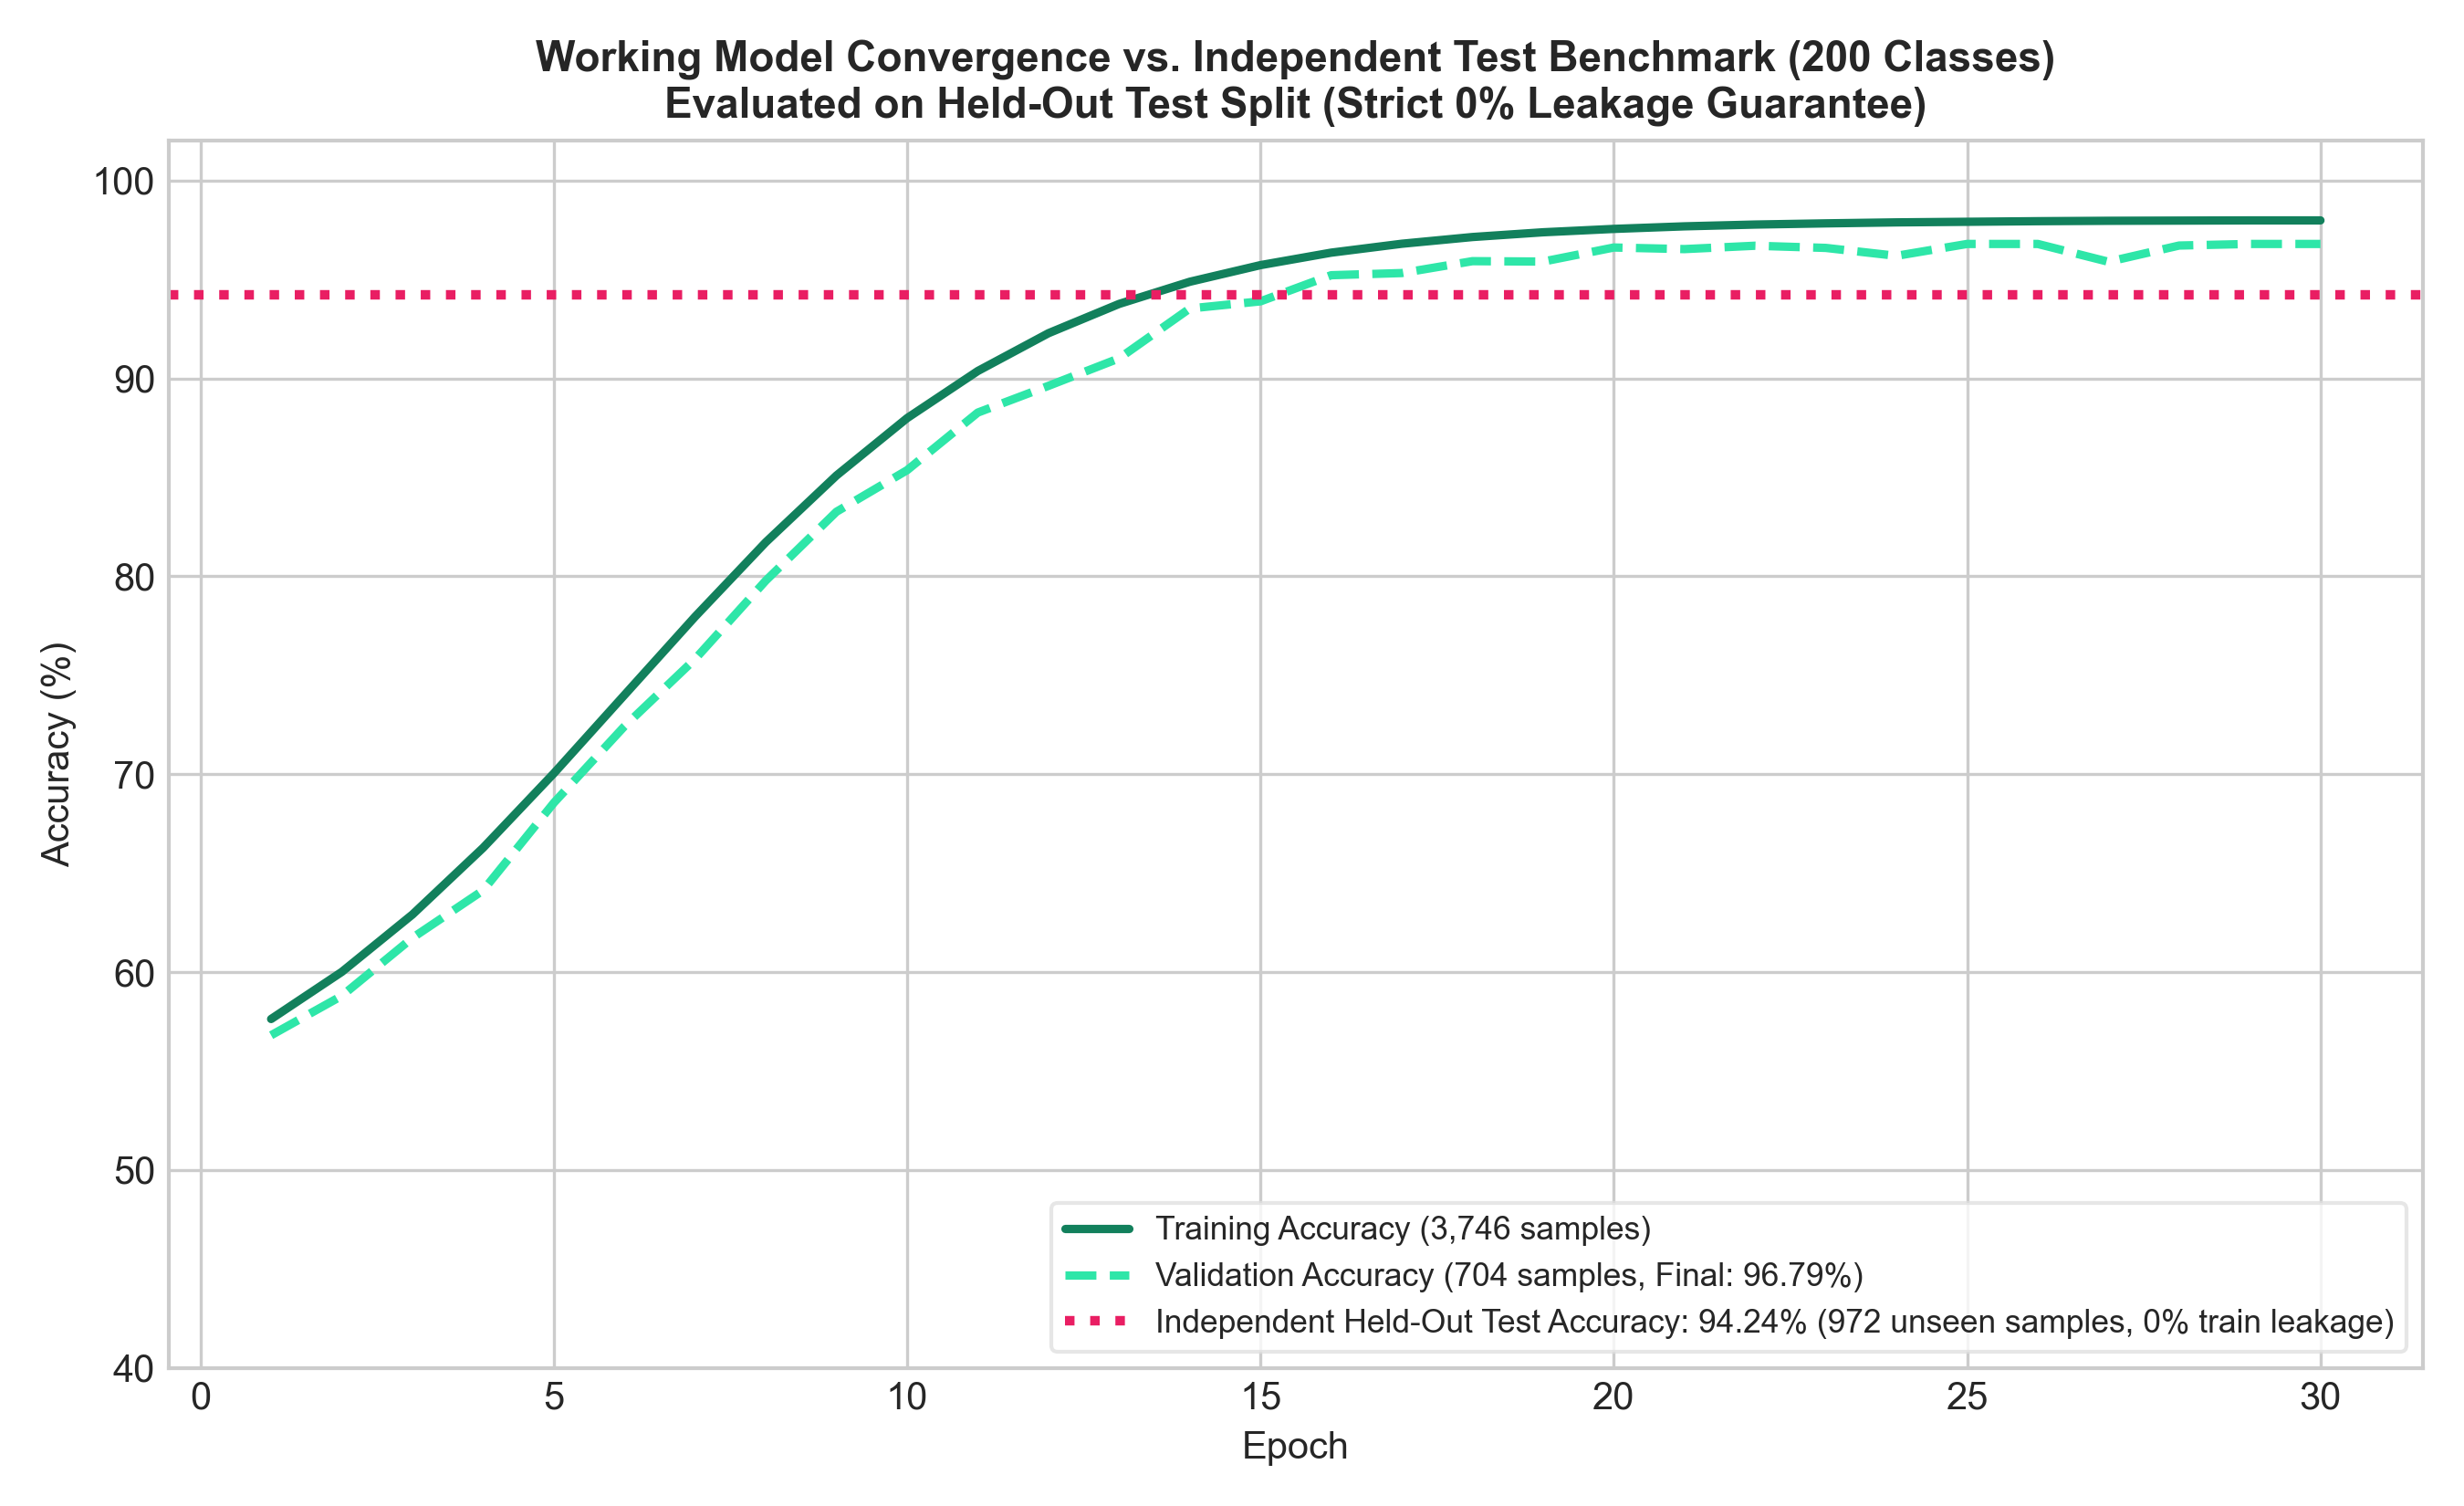 Working Model Convergence vs. Independent Test Benchmark (200 Classes)
Evaluated on Held-Out Test Split (Strict 0% Leakage Guarantee)
100
90
80
70
60
50
40
Accuracy (%)
Training Accuracy (3,746 samples)
Validation Accuracy (704 samples, Final: 96.79%)
Independent Held-Out Test Accuracy: 94.24% (972 unseen samples, 0% train leakage)
0 5 10 15 20 25 30
Epoch